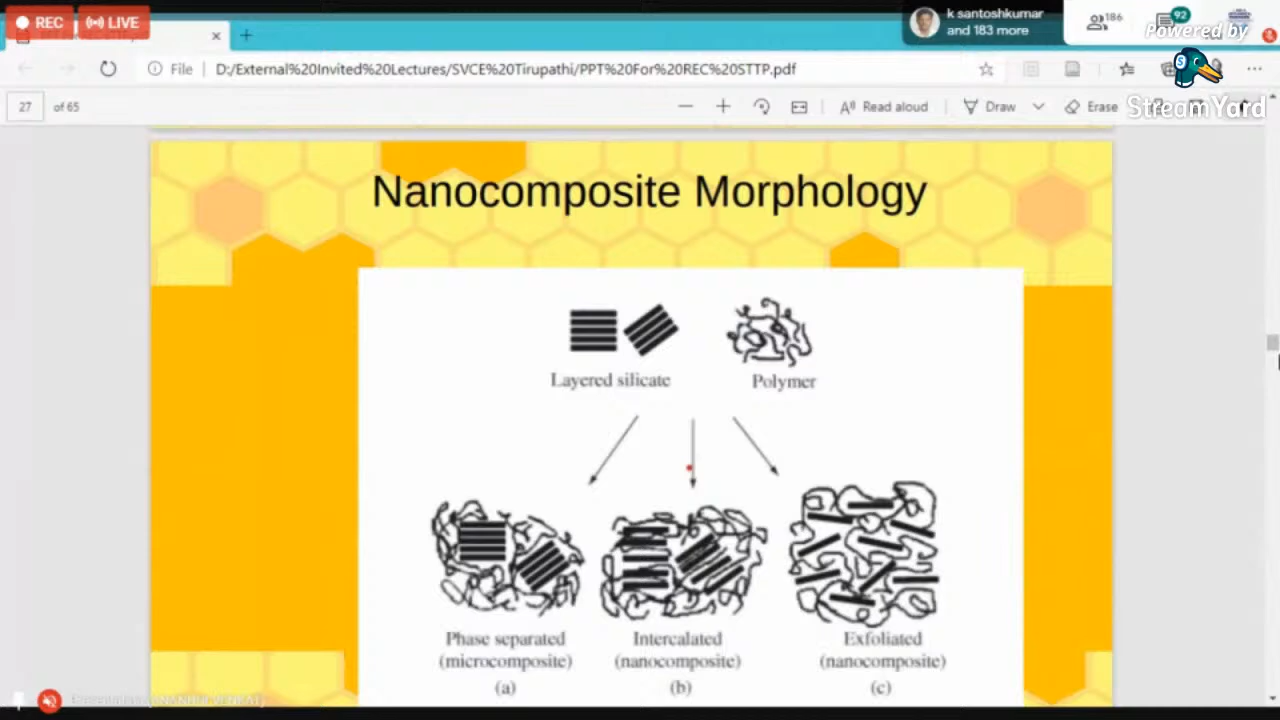 REC
LIVE
k santoshkumar
and 183 more
186
92
Powered by
StreamYard
File
D:/External%20Invited%20Lectures/SVCE%20Tirupathi/PPT%20For%20REC%20STTP.pdf
27 of 65
Read aloud
Draw
Erase
Nanocomposite Morphology
Layered silicate
Polymer
Phase separated
(microcomposite)
(a)
Intercalated
(nanocomposite)
(b)
Exfoliated
(nanocomposite)
(c)